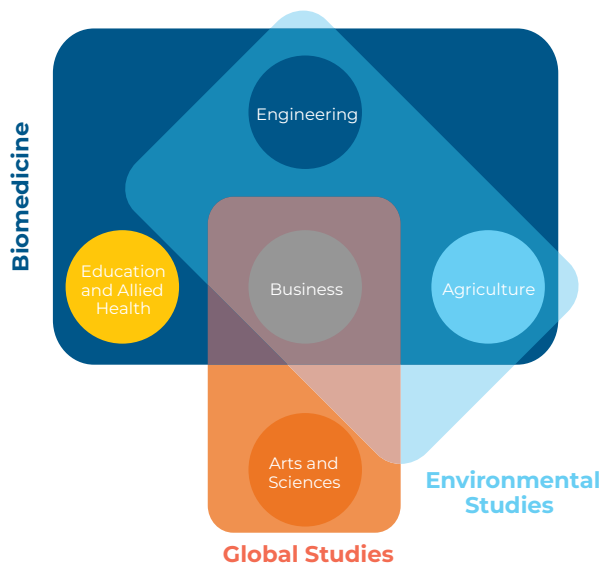 Biomedicine
Engineering
Education
and Allied
Health
Business
Agriculture
Arts and
Sciences
Environmental
Studies
Global Studies